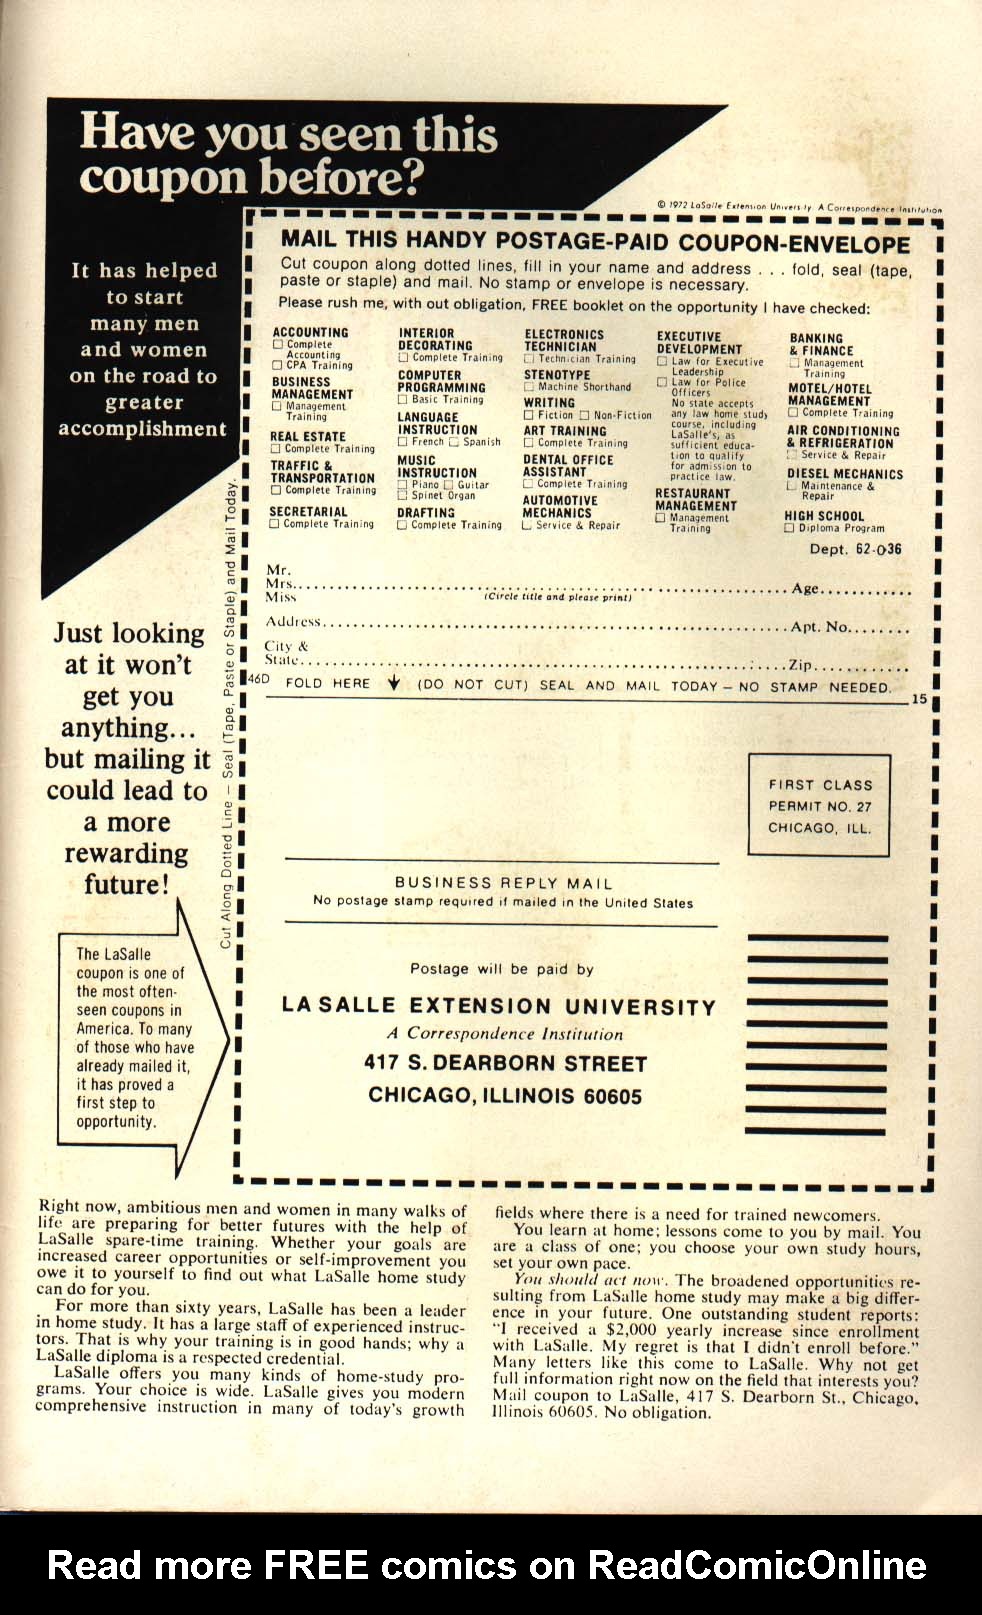 Have you seen this
coupon before?
It has helped
to start
many men
and women
on the road to
greater
accomplishment
© 1972 LaSalle Extension University A Correspondence Institution
MAIL THIS HANDY POSTAGE-PAID COUPON-ENVELOPE
Cut coupon along dotted lines, fill in your name and address . . . fold, seal (tape,
paste or staple) and mail. No stamp or envelope is necessary.
Please rush me, with out obligation, FREE booklet on the opportunity I have checked:
ACCOUNTING
☐ Complete
Accounting
☐ CPA Training
BUSINESS
MANAGEMENT
☐ Management
Training
REAL ESTATE
☐ Complete Training
TRAFFIC &
TRANSPORTATION
☐ Complete Training
SECRETARIAL
☐ Complete Training
INTERIOR
DECORATING
☐ Complete Training
COMPUTER
PROGRAMMING
☐ Basic Training
LANGUAGE
INSTRUCTION
☐ French ☐ Spanish
MUSIC
INSTRUCTION
☐ Piano ☐ Guitar
☐ Spinet Organ
DRAFTING
☐ Complete Training
ELECTRONICS
TECHNICIAN
☐ Technician Training
STENOTYPE
☐ Machine Shorthand
WRITING
☐ Fiction ☐ Non-Fiction
ART TRAINING
☐ Complete Training
DENTAL OFFICE
ASSISTANT
☐ Complete Training
AUTOMOTIVE
MECHANICS
☐ Service & Repair
EXECUTIVE
DEVELOPMENT
☐ Law for Executive
Leadership
☐ Law for Police
Officers
No state accepts
any law home study
course, including
LaSalle's, as
sufficient educa-
tion to qualify
for admission to
practice law.
RESTAURANT
MANAGEMENT
☐ Management
Training
BANKING
& FINANCE
☐ Management
Training
MOTEL/HOTEL
MANAGEMENT
☐ Complete Training
AIR CONDITIONING
& REFRIGERATION
☐ Service & Repair
DIESEL MECHANICS
☐ Maintenance &
Repair
HIGH SCHOOL
☐ Diploma Program
Dept. 62-036
Mr.
Mrs. Age
Miss (Circle title and please print)
Address Apt. No.
City &
State Zip
46D FOLD HERE ↓ (DO NOT CUT) SEAL AND MAIL TODAY – NO STAMP NEEDED. 15
Cut Along Dotted Line – Seal (Tape, Paste or Staple) and Mail Today.
Just looking
at it won't
get you
anything...
but mailing it
could lead to
a more
rewarding
future!
The LaSalle
coupon is one of
the most often-
seen coupons in
America. To many
of those who have
already mailed it,
it has proved a
first step to
opportunity.
FIRST CLASS
PERMIT NO. 27
CHICAGO, ILL.
BUSINESS REPLY MAIL
No postage stamp required if mailed in the United States
Postage will be paid by
LA SALLE EXTENSION UNIVERSITY
A Correspondence Institution
417 S. DEARBORN STREET
CHICAGO, ILLINOIS 60605
Right now, ambitious men and women in many walks of
life are preparing for better futures with the help of
LaSalle spare-time training. Whether your goals are
increased career opportunities or self-improvement you
owe it to yourself to find out what LaSalle home study
can do for you.
For more than sixty years, LaSalle has been a leader
in home study. It has a large staff of experienced instruc-
tors. That is why your training is in good hands; why a
LaSalle diploma is a respected credential.
LaSalle offers you many kinds of home-study pro-
grams. Your choice is wide. LaSalle gives you modern
comprehensive instruction in many of today's growth
fields where there is a need for trained newcomers.
You learn at home; lessons come to you by mail. You
are a class of one; you choose your own study hours,
set your own pace.
You should act now. The broadened opportunities re-
sulting from LaSalle home study may make a big differ-
ence in your future. One outstanding student reports:
"I received a $2,000 yearly increase since enrollment
with LaSalle. My regret is that I didn't enroll before."
Many letters like this come to LaSalle. Why not get
full information right now on the field that interests you?
Mail coupon to LaSalle, 417 S. Dearborn St., Chicago,
Illinois 60605. No obligation.
Read more FREE comics on ReadComicOnline